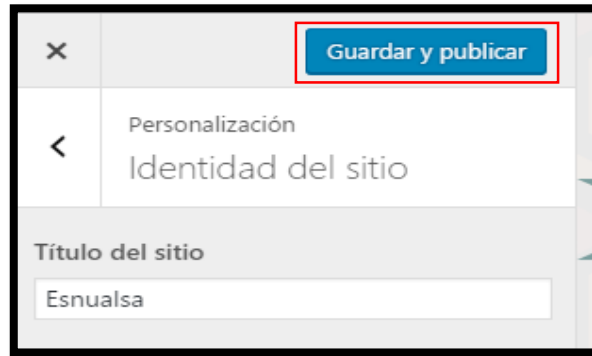 Guardar y publicar
Personalización
Identidad del sitio
Título del sitio
Esnualsa